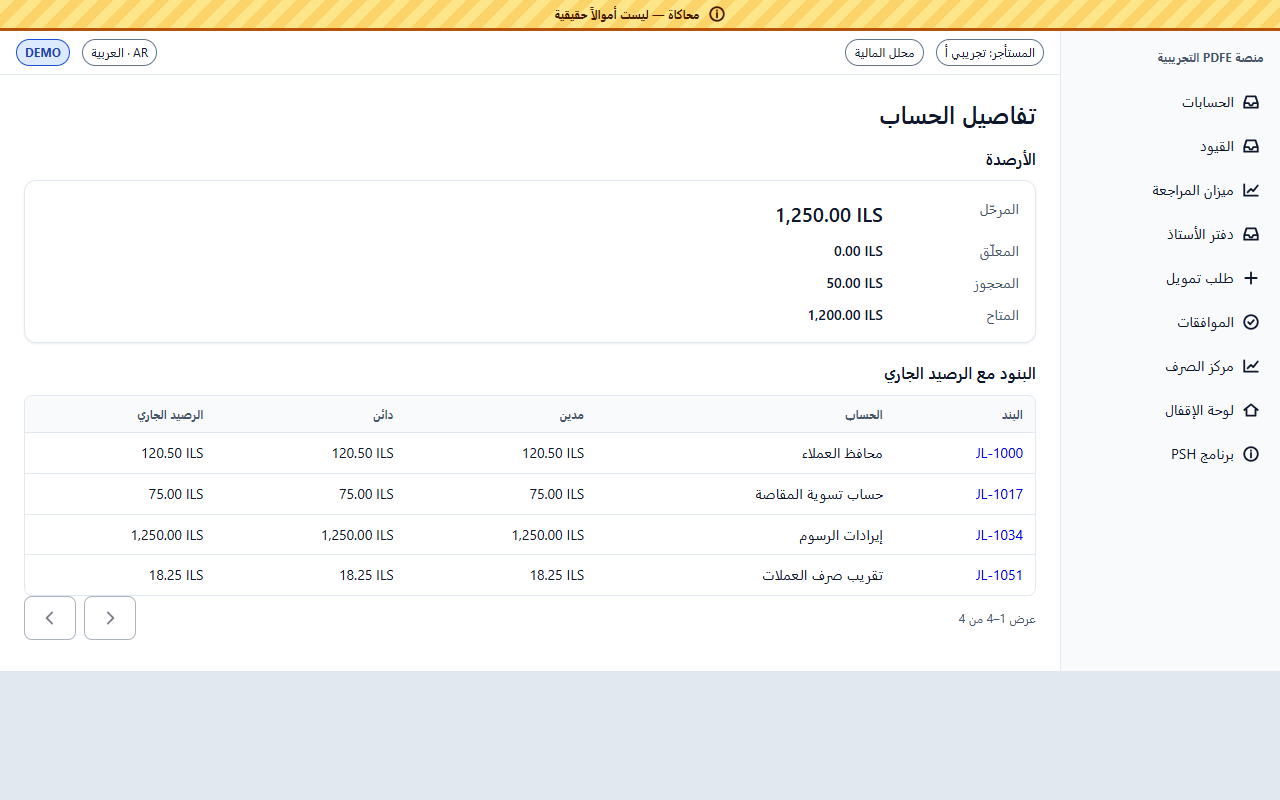 محاكاة — ليست أموالاً حقيقية
منصة PDFE التجريبية
الحسابات
القيود
ميزان المراجعة
دفتر الأستاذ
طلب تمويل
الموافقات
مركز الصرف
لوحة الإقفال
برنامج PSH
المستأجر: تجريبي أ
محلل المالية
AR · العربية
DEMO
تفاصيل الحساب
الأرصدة
المرحّل 1,250.00 ILS
المعلّق 0.00 ILS
المحجوز 50.00 ILS
المتاح 1,200.00 ILS
البنود مع الرصيد الجاري
البند الحساب مدين دائن الرصيد الجاري
JL-1000 محافظ العملاء 120.50 ILS 120.50 ILS 120.50 ILS
JL-1017 حساب تسوية المقاصة 75.00 ILS 75.00 ILS 75.00 ILS
JL-1034 إيرادات الرسوم 1,250.00 ILS 1,250.00 ILS 1,250.00 ILS
JL-1051 تقريب صرف العملات 18.25 ILS 18.25 ILS 18.25 ILS
عرض 1–4 من 4